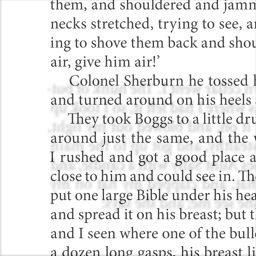 them, and shouldered and jamm
necks stretched, trying to see, a
ing to shove them back and shou
air, give him air!’
Colonel Sherburn he tossed h
and turned around on his heels
They took Boggs to a little dru
around just the same, and the w
I rushed and got a good place a
close to him and could see in. The
put one large Bible under his hea
and spread it on his breast; but t
and I seen where one of the bulle
a dozen long gasps, his breast li